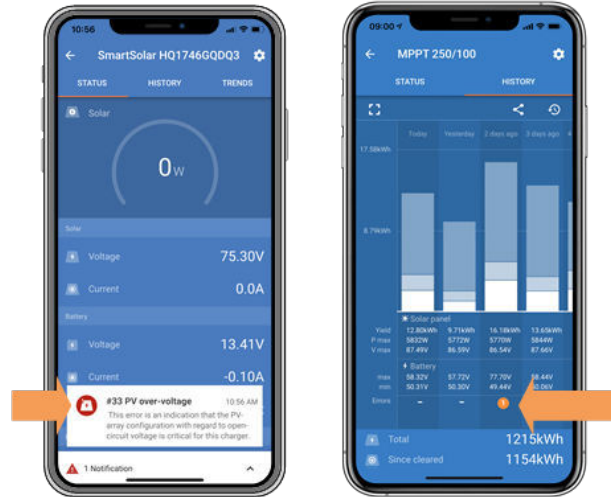 10:56
SmartSolar HQ1746GQDQ3
STATUS HISTORY TRENDS
Solar
0w
Solar
Voltage 75.30V
Current 0.0A
Battery
Voltage 13.41V
Current -0.10A
#33 PV over-voltage 10:56 AM
This error is an indication that the PV-
array configuration with regard to open-
circuit voltage is critical for this charger.
1 Notification
09:00
MPPT 250/100
STATUS HISTORY
Today Yesterday 2 days ago 3 days ago 4
17.58kWh
8.79kWh
Solar panel
Yield 12.80kWh 9.71kWh 16.18kWh 13.65kWh
P max 5832W 5772W 5770W 5844W
V max 87.49V 86.59V 86.54V 87.66V
Battery
max 58.32V 57.72V 77.70V 58.44V
min 50.31V 50.30V 49.44V 50.06V
Errors – –
Total 1215kWh
Since cleared 1154kWh